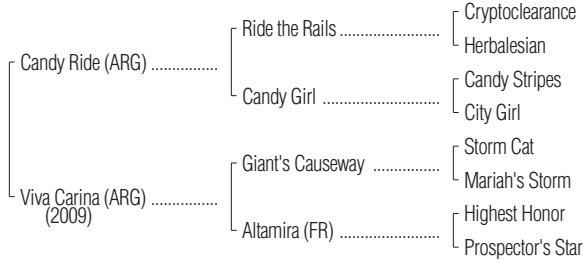 Cryptoclearance
Ride the Rails ........................
Herbalesian
Candy Ride (ARG) ................
Candy Stripes
Candy Girl ............................
City Girl
Storm Cat
Giant's Causeway ................
Mariah's Storm
Viva Carina (ARG) ................
(2009)
Highest Honor
Altamira (FR) ........................
Prospector's Star